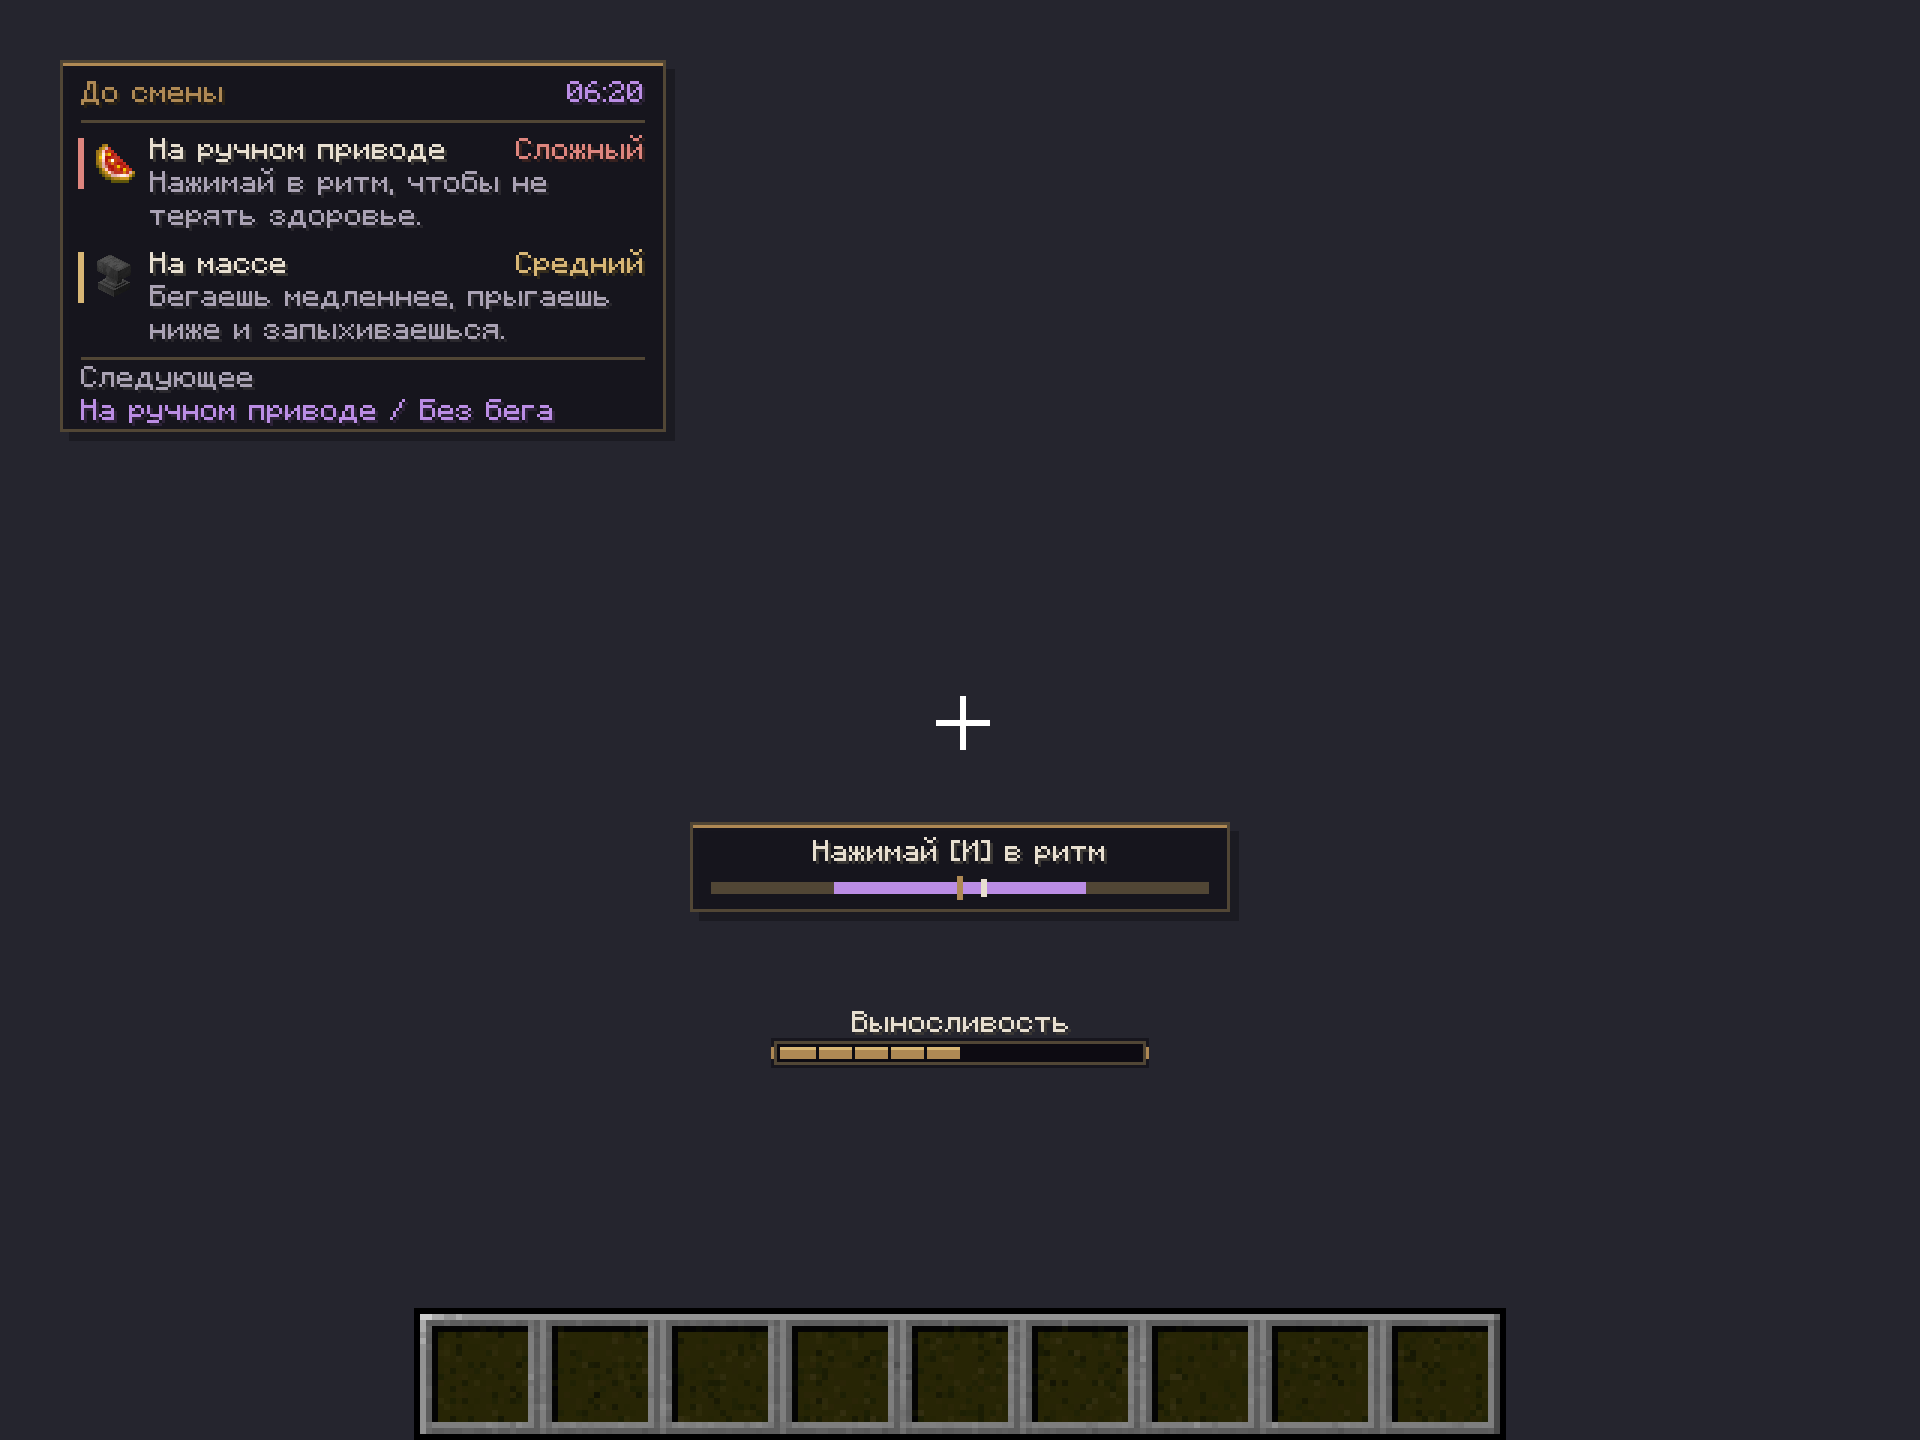 До смены 06:20
На ручном приводе Сложный
Нажимай в ритм, чтобы не
терять здоровье.
На массе Средний
Бегаешь медленнее, прыгаешь
ниже и запыхиваешься.
Следующее
На ручном приводе / Без бега
Нажимай [И] в ритм
Выносливость